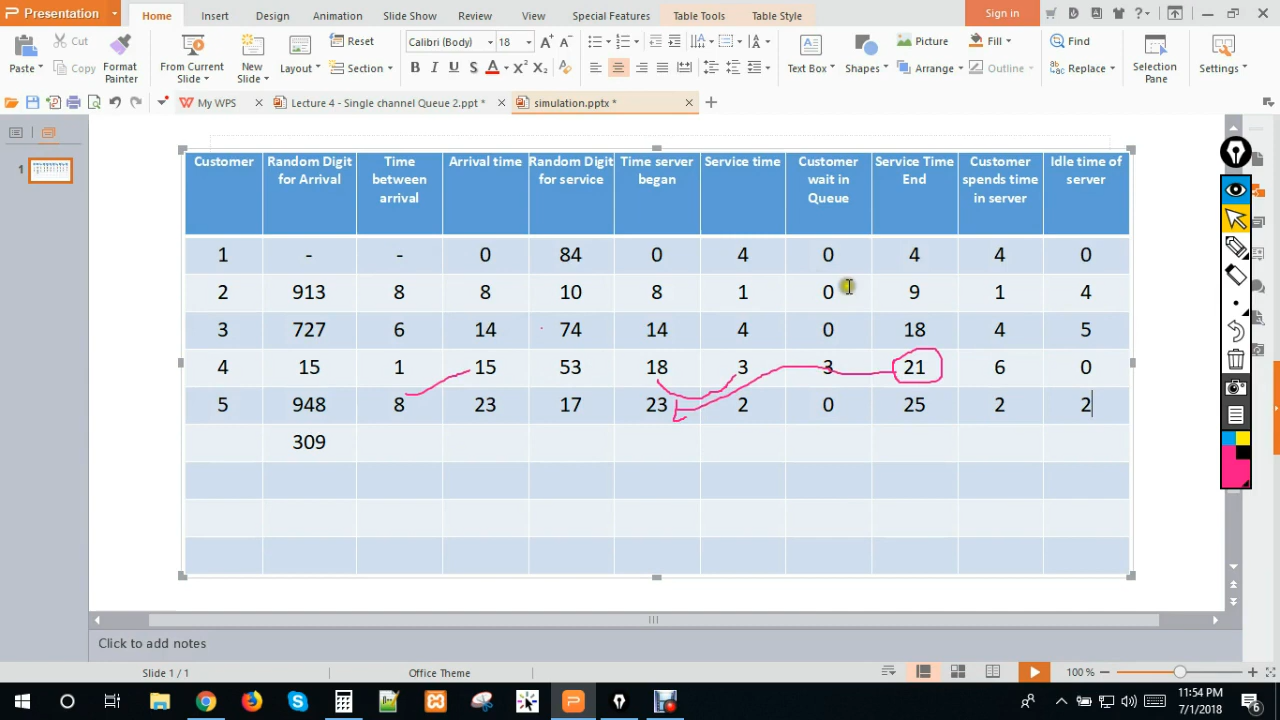 Presentation
Home Insert Design Animation Slide Show Review View Special Features Table Tools Table Style Sign in
Cut Reset Calibri (Body) 18 Picture Fill Find
Paste Copy Format Painter From Current Slide New Slide Layout Section Text Box Shapes Arrange Outline Replace Selection Pane Settings
My WPS Lecture 4 - Single channel Queue 2.ppt * simulation.pptx *
Customer Random Digit for Arrival Time between arrival Arrival time Random Digit for service Time server began Service time Customer wait in Queue Service Time End Customer spends time in server Idle time of server
1 - - 0 84 0 4 0 4 4 0
2 913 8 8 10 8 1 0 9 1 4
3 727 6 14 74 14 4 0 18 4 5
4 15 1 15 53 18 3 3 21 6 0
5 948 8 23 17 23 2 0 25 2 2
309
1
Click to add notes
Slide 1 / 1 Office Theme 100 %
11:54 PM
7/1/2018
6